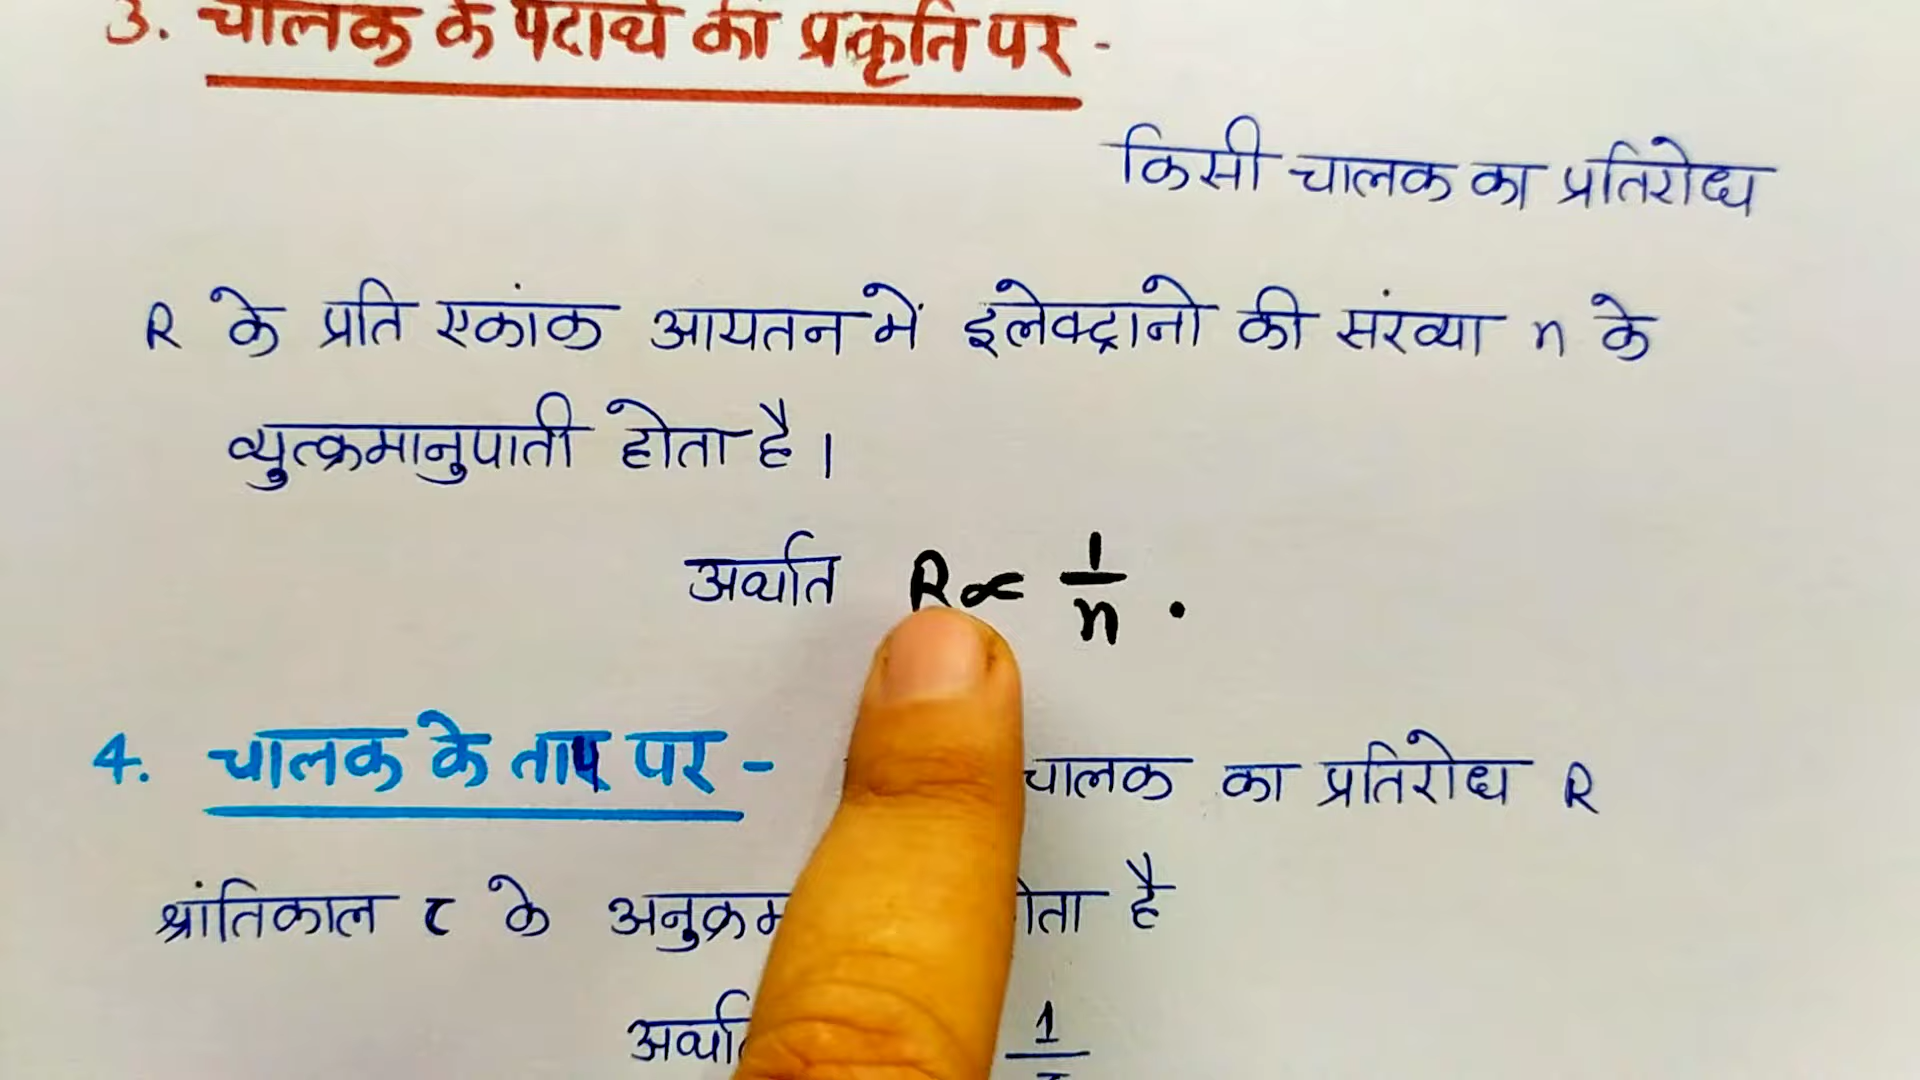 3. चालक के पदार्थ की प्रकृति पर -
किसी चालक का प्रतिरोध
R के प्रति एकांक आयतन में इलेक्ट्रानो की संख्या n के
व्युत्क्रमानुपाती होता है।
अर्थात R ∝ 1/n .
4. चालक के ताप पर - चालक का प्रतिरोध R
श्रांतिकाल τ के अनुक्रम ोता है
अर्थात 1